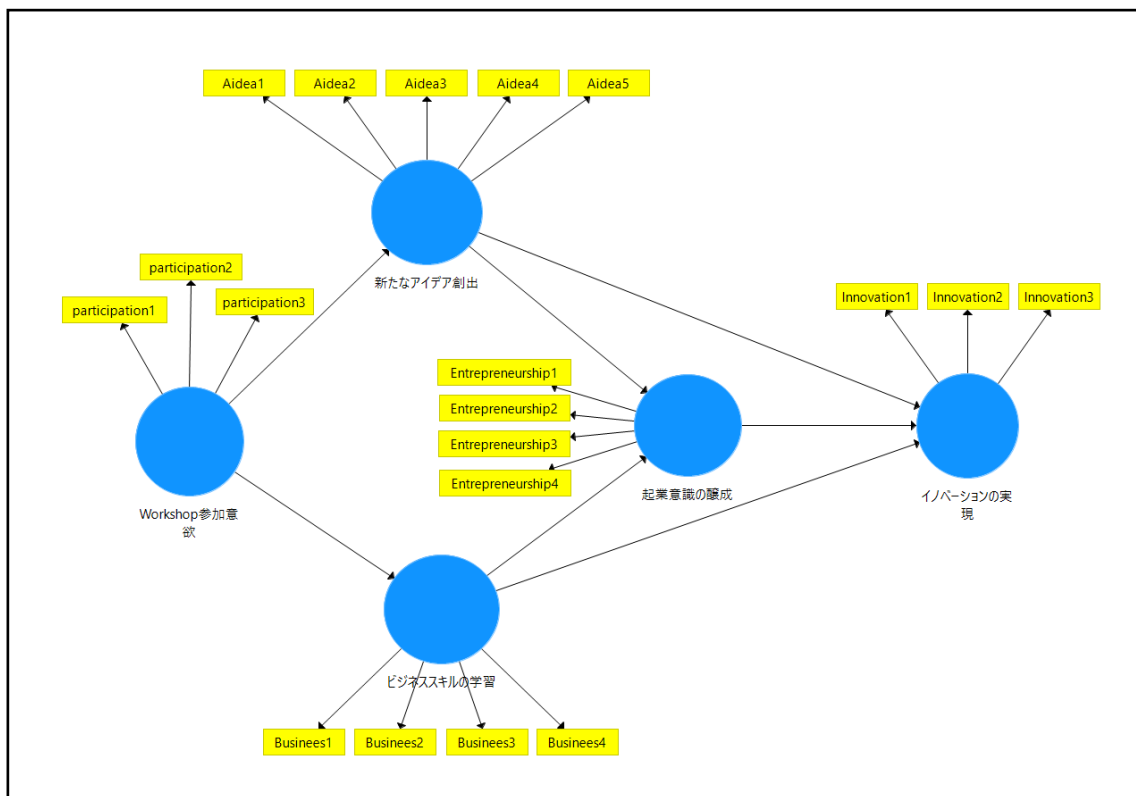 Aidea1
Aidea2
Aidea3
Aidea4
Aidea5
新たなアイデア創出
participation1
participation2
participation3
Workshop参加意
欲
Innovation1
Innovation2
Innovation3
イノベーションの実
現
Entrepreneurship1
Entrepreneurship2
Entrepreneurship3
Entrepreneurship4
起業意識の醸成
ビジネススキルの学習
Businees1
Businees2
Businees3
Businees4